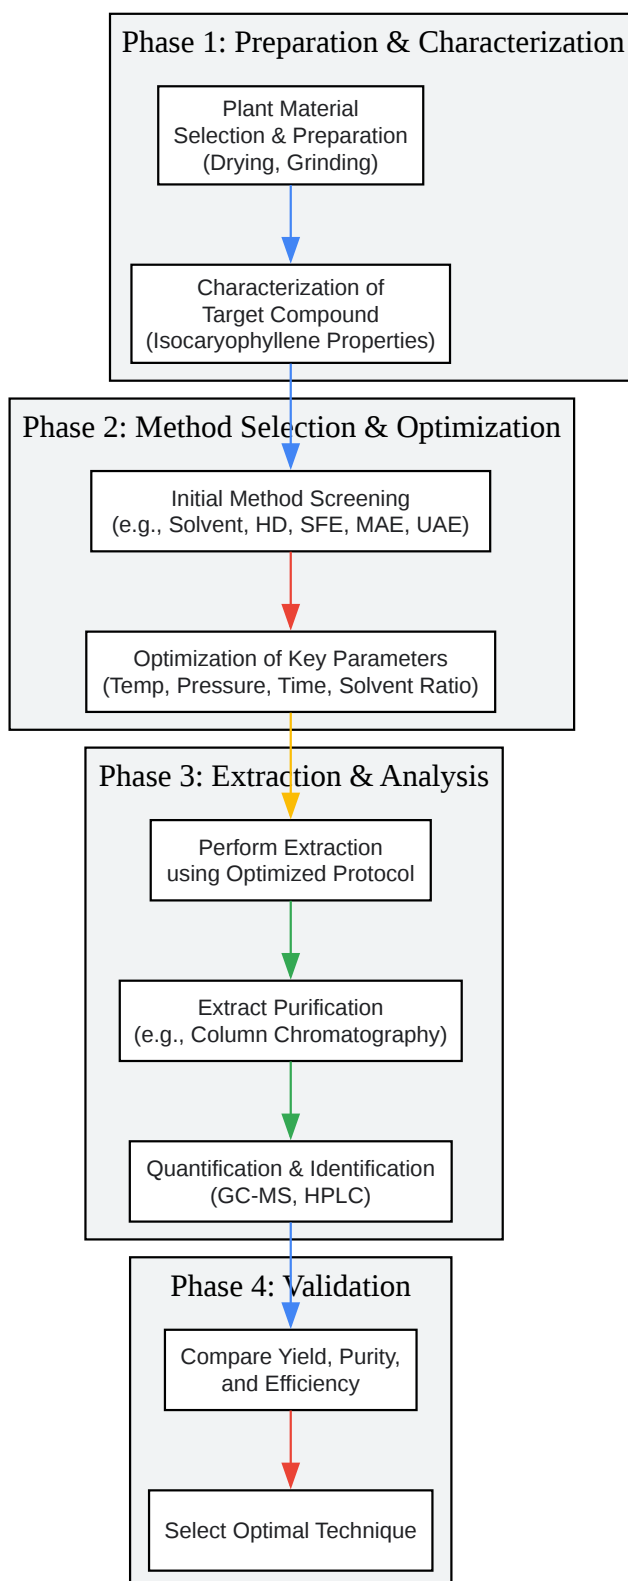 Phase 1: Preparation & Characterization
Plant Material
Selection & Preparation
(Drying, Grinding)
Characterization of
Target Compound
(Isocaryophyllene Properties)
Phase 2: Method Selection & Optimization
Initial Method Screening
(e.g., Solvent, HD, SFE, MAE, UAE)
Optimization of Key Parameters
(Temp, Pressure, Time, Solvent Ratio)
Phase 3: Extraction & Analysis
Perform Extraction
using Optimized Protocol
Extract Purification
(e.g., Column Chromatography)
Quantification & Identification
(GC-MS, HPLC)
Phase 4: Validation
Compare Yield, Purity,
and Efficiency
Select Optimal Technique